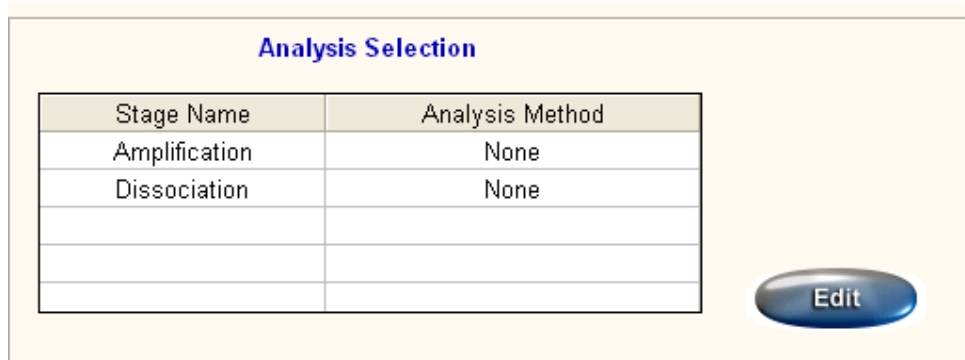 Analysis Selection
Stage Name Analysis Method
Amplification None
Dissociation None
Edit